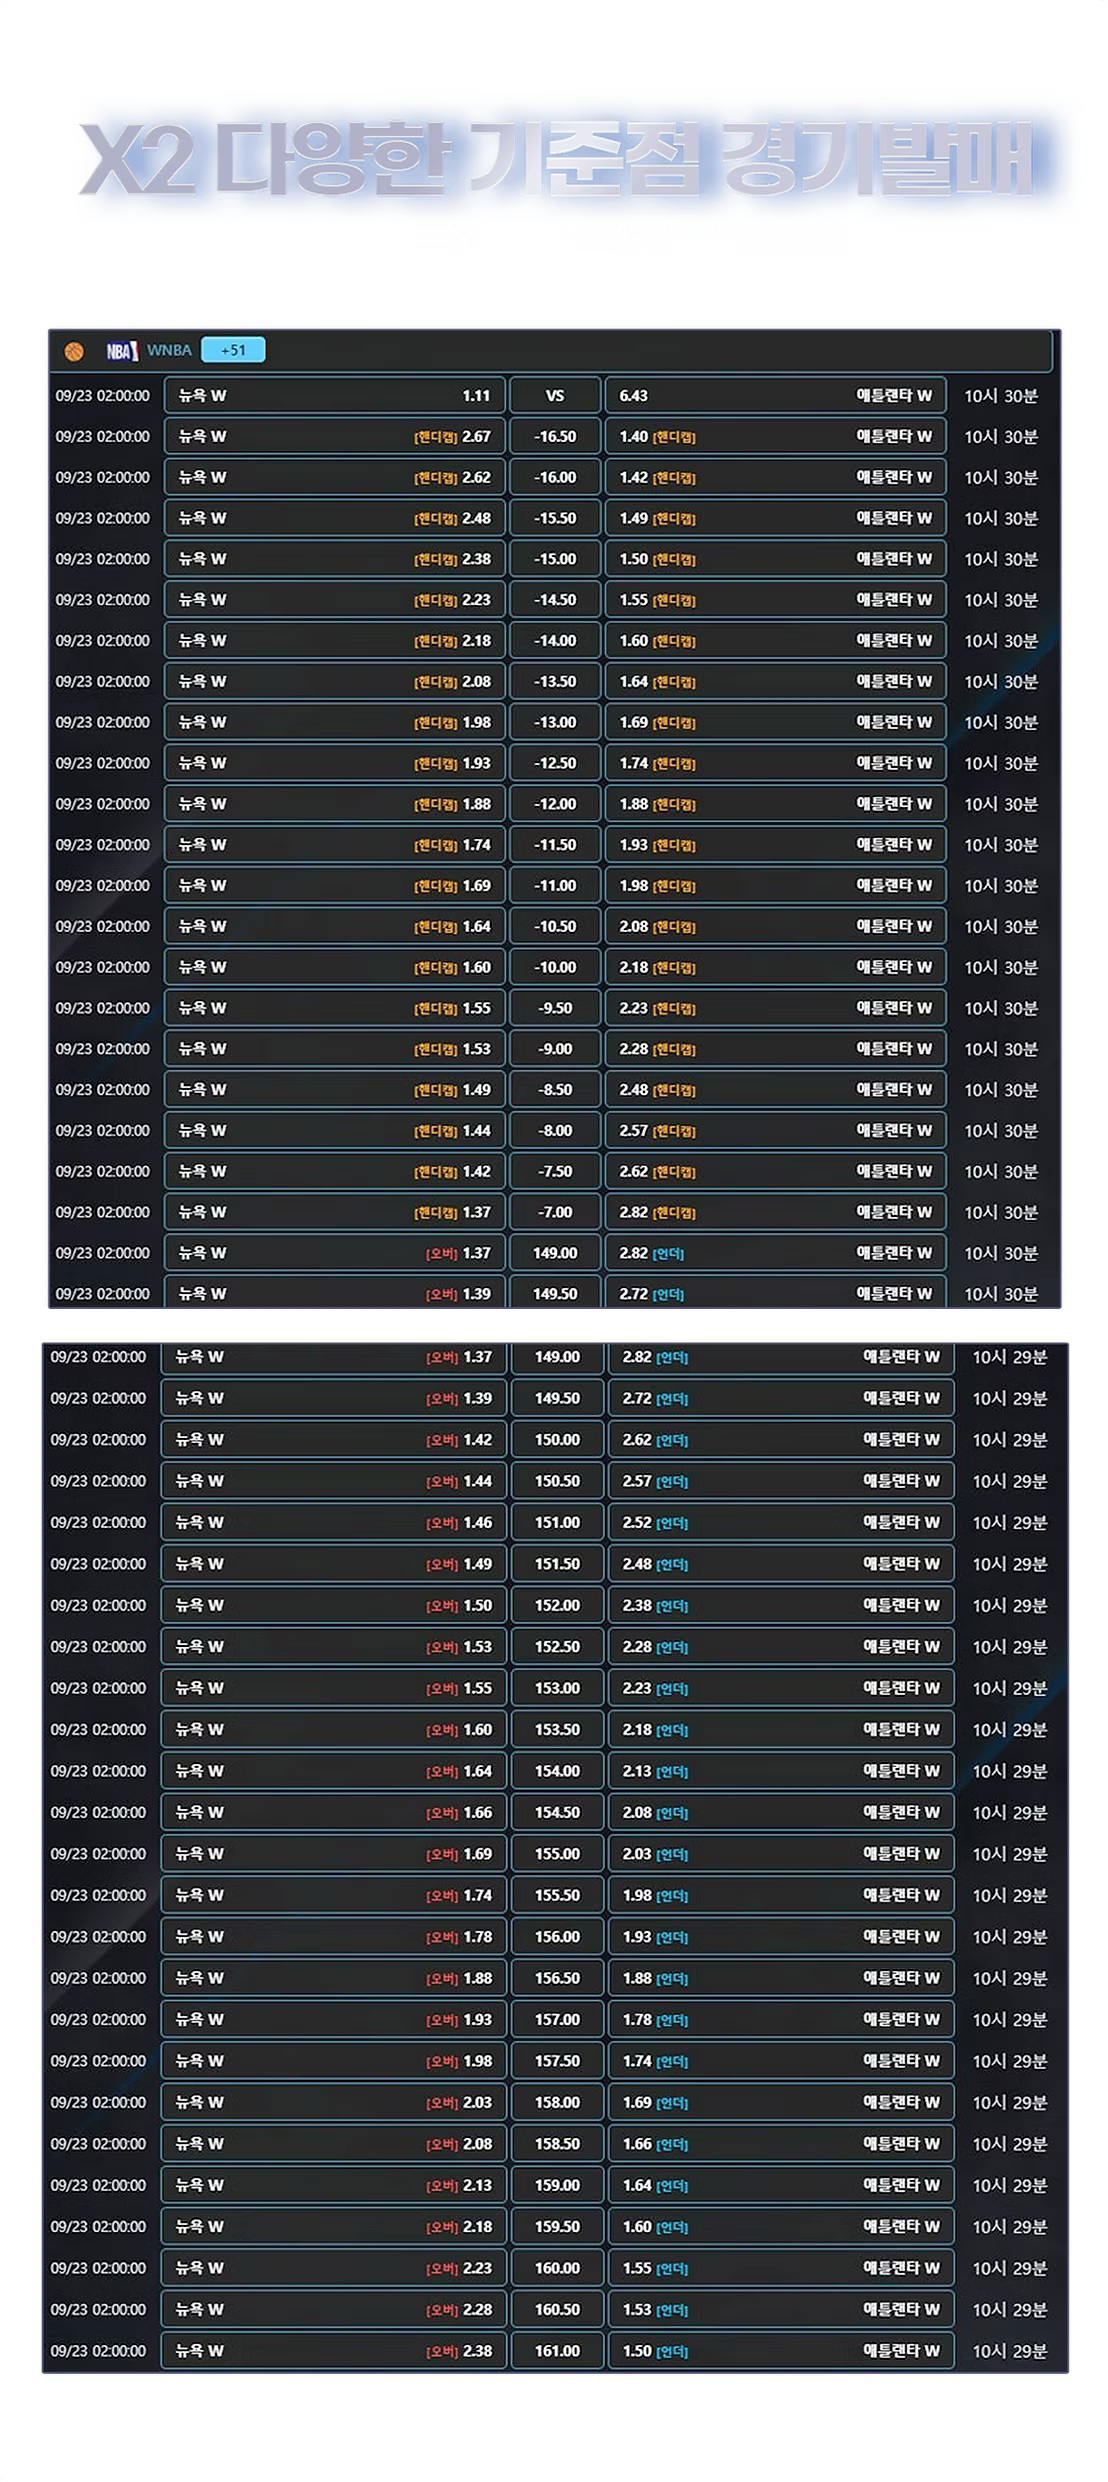 X2 다양한 기준점 경기발매
NBA WNBA +51
09/23 02:00:00 뉴욕 W 1.11 VS 6.43 애틀랜타 W 10시 30분
09/23 02:00:00 뉴욕 W [핸디캡] 2.67 -16.50 1.40 [핸디캡] 애틀랜타 W 10시 30분
09/23 02:00:00 뉴욕 W [핸디캡] 2.62 -16.00 1.42 [핸디캡] 애틀랜타 W 10시 30분
09/23 02:00:00 뉴욕 W [핸디캡] 2.48 -15.50 1.49 [핸디캡] 애틀랜타 W 10시 30분
09/23 02:00:00 뉴욕 W [핸디캡] 2.38 -15.00 1.50 [핸디캡] 애틀랜타 W 10시 30분
09/23 02:00:00 뉴욕 W [핸디캡] 2.23 -14.50 1.55 [핸디캡] 애틀랜타 W 10시 30분
09/23 02:00:00 뉴욕 W [핸디캡] 2.18 -14.00 1.60 [핸디캡] 애틀랜타 W 10시 30분
09/23 02:00:00 뉴욕 W [핸디캡] 2.08 -13.50 1.64 [핸디캡] 애틀랜타 W 10시 30분
09/23 02:00:00 뉴욕 W [핸디캡] 1.98 -13.00 1.69 [핸디캡] 애틀랜타 W 10시 30분
09/23 02:00:00 뉴욕 W [핸디캡] 1.93 -12.50 1.74 [핸디캡] 애틀랜타 W 10시 30분
09/23 02:00:00 뉴욕 W [핸디캡] 1.88 -12.00 1.88 [핸디캡] 애틀랜타 W 10시 30분
09/23 02:00:00 뉴욕 W [핸디캡] 1.74 -11.50 1.93 [핸디캡] 애틀랜타 W 10시 30분
09/23 02:00:00 뉴욕 W [핸디캡] 1.69 -11.00 1.98 [핸디캡] 애틀랜타 W 10시 30분
09/23 02:00:00 뉴욕 W [핸디캡] 1.64 -10.50 2.08 [핸디캡] 애틀랜타 W 10시 30분
09/23 02:00:00 뉴욕 W [핸디캡] 1.60 -10.00 2.18 [핸디캡] 애틀랜타 W 10시 30분
09/23 02:00:00 뉴욕 W [핸디캡] 1.55 -9.50 2.23 [핸디캡] 애틀랜타 W 10시 30분
09/23 02:00:00 뉴욕 W [핸디캡] 1.53 -9.00 2.28 [핸디캡] 애틀랜타 W 10시 30분
09/23 02:00:00 뉴욕 W [핸디캡] 1.49 -8.50 2.48 [핸디캡] 애틀랜타 W 10시 30분
09/23 02:00:00 뉴욕 W [핸디캡] 1.44 -8.00 2.57 [핸디캡] 애틀랜타 W 10시 30분
09/23 02:00:00 뉴욕 W [핸디캡] 1.42 -7.50 2.62 [핸디캡] 애틀랜타 W 10시 30분
09/23 02:00:00 뉴욕 W [핸디캡] 1.37 -7.00 2.82 [핸디캡] 애틀랜타 W 10시 30분
09/23 02:00:00 뉴욕 W [오버] 1.37 149.00 2.82 [언더] 애틀랜타 W 10시 30분
09/23 02:00:00 뉴욕 W [오버] 1.39 149.50 2.72 [언더] 애틀랜타 W 10시 30분
09/23 02:00:00 뉴욕 W [오버] 1.37 149.00 2.82 [언더] 애틀랜타 W 10시 29분
09/23 02:00:00 뉴욕 W [오버] 1.39 149.50 2.72 [언더] 애틀랜타 W 10시 29분
09/23 02:00:00 뉴욕 W [오버] 1.42 150.00 2.62 [언더] 애틀랜타 W 10시 29분
09/23 02:00:00 뉴욕 W [오버] 1.44 150.50 2.57 [언더] 애틀랜타 W 10시 29분
09/23 02:00:00 뉴욕 W [오버] 1.46 151.00 2.52 [언더] 애틀랜타 W 10시 29분
09/23 02:00:00 뉴욕 W [오버] 1.49 151.50 2.48 [언더] 애틀랜타 W 10시 29분
09/23 02:00:00 뉴욕 W [오버] 1.50 152.00 2.38 [언더] 애틀랜타 W 10시 29분
09/23 02:00:00 뉴욕 W [오버] 1.53 152.50 2.28 [언더] 애틀랜타 W 10시 29분
09/23 02:00:00 뉴욕 W [오버] 1.55 153.00 2.23 [언더] 애틀랜타 W 10시 29분
09/23 02:00:00 뉴욕 W [오버] 1.60 153.50 2.18 [언더] 애틀랜타 W 10시 29분
09/23 02:00:00 뉴욕 W [오버] 1.64 154.00 2.13 [언더] 애틀랜타 W 10시 29분
09/23 02:00:00 뉴욕 W [오버] 1.66 154.50 2.08 [언더] 애틀랜타 W 10시 29분
09/23 02:00:00 뉴욕 W [오버] 1.69 155.00 2.03 [언더] 애틀랜타 W 10시 29분
09/23 02:00:00 뉴욕 W [오버] 1.74 155.50 1.98 [언더] 애틀랜타 W 10시 29분
09/23 02:00:00 뉴욕 W [오버] 1.78 156.00 1.93 [언더] 애틀랜타 W 10시 29분
09/23 02:00:00 뉴욕 W [오버] 1.88 156.50 1.88 [언더] 애틀랜타 W 10시 29분
09/23 02:00:00 뉴욕 W [오버] 1.93 157.00 1.78 [언더] 애틀랜타 W 10시 29분
09/23 02:00:00 뉴욕 W [오버] 1.98 157.50 1.74 [언더] 애틀랜타 W 10시 29분
09/23 02:00:00 뉴욕 W [오버] 2.03 158.00 1.69 [언더] 애틀랜타 W 10시 29분
09/23 02:00:00 뉴욕 W [오버] 2.08 158.50 1.66 [언더] 애틀랜타 W 10시 29분
09/23 02:00:00 뉴욕 W [오버] 2.13 159.00 1.64 [언더] 애틀랜타 W 10시 29분
09/23 02:00:00 뉴욕 W [오버] 2.18 159.50 1.60 [언더] 애틀랜타 W 10시 29분
09/23 02:00:00 뉴욕 W [오버] 2.23 160.00 1.55 [언더] 애틀랜타 W 10시 29분
09/23 02:00:00 뉴욕 W [오버] 2.28 160.50 1.53 [언더] 애틀랜타 W 10시 29분
09/23 02:00:00 뉴욕 W [오버] 2.38 161.00 1.50 [언더] 애틀랜타 W 10시 29분